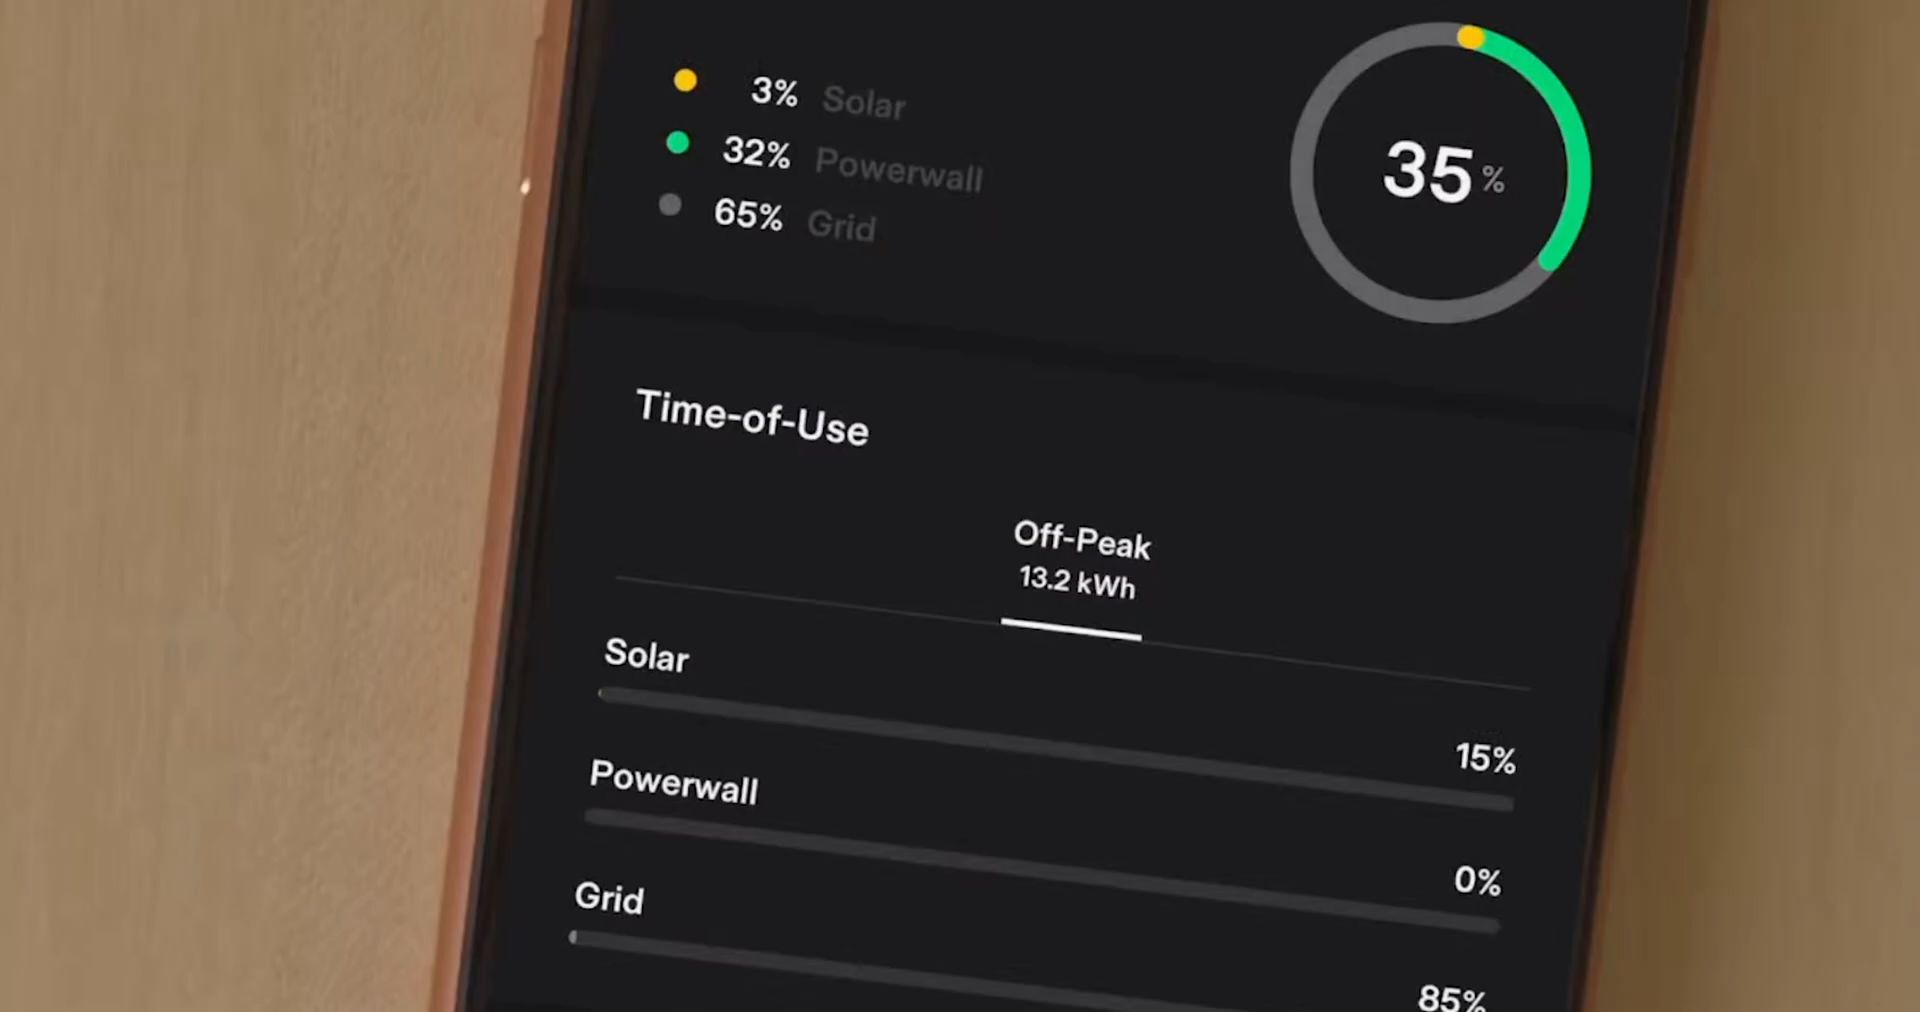 3% Solar
32% Powerwall
65% Grid
35%
Time-of-Use
Off-Peak
13.2 kWh
Solar
15%
Powerwall
0%
Grid
85%